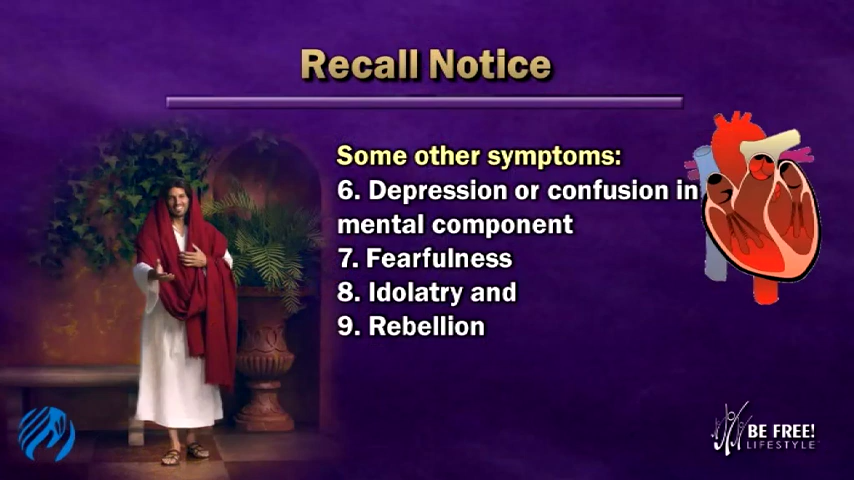 Recall Notice
Some other symptoms:
6. Depression or confusion in
mental component
7. Fearfulness
8. Idolatry and
9. Rebellion
BE FREE!
LIFESTYLE